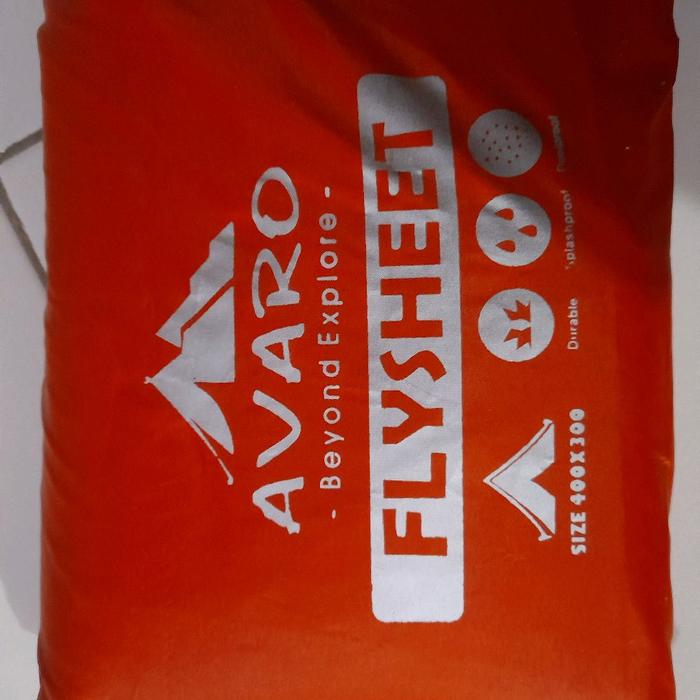 AVARO
- Beyond Explore -
FLYSHEET
Durable
Splashproof
SIZE 400X300